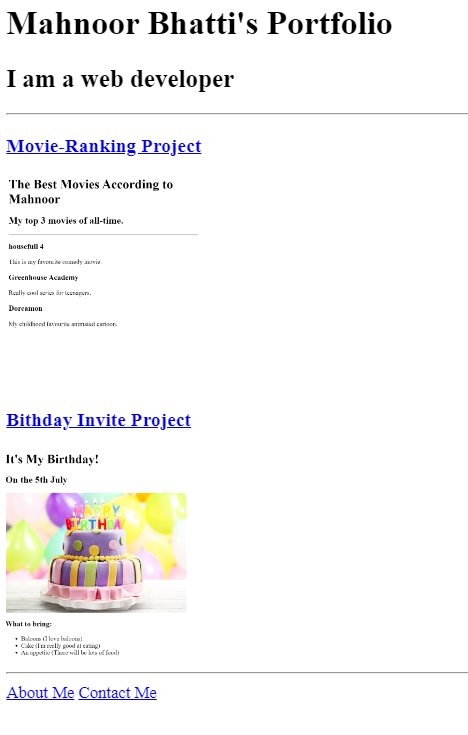 Mahnoor Bhatti's Portfolio
I am a web developer
Movie-Ranking Project
The Best Movies According to
Mahnoor
My top 3 movies of all-time.
housefull 4
This is my favourite comedy movie.
Greenhouse Academy
Really cool series for teenagers.
Doreamon
My childhood favourite animated cartoon.
Bithday Invite Project
It's My Birthday!
On the 5th July
HAPPY
BIRTHDAY
What to bring:
Baloons (I love baloons)
Cake (I'm really good at eating)
An appetite (There will be lots of food)
About Me Contact Me